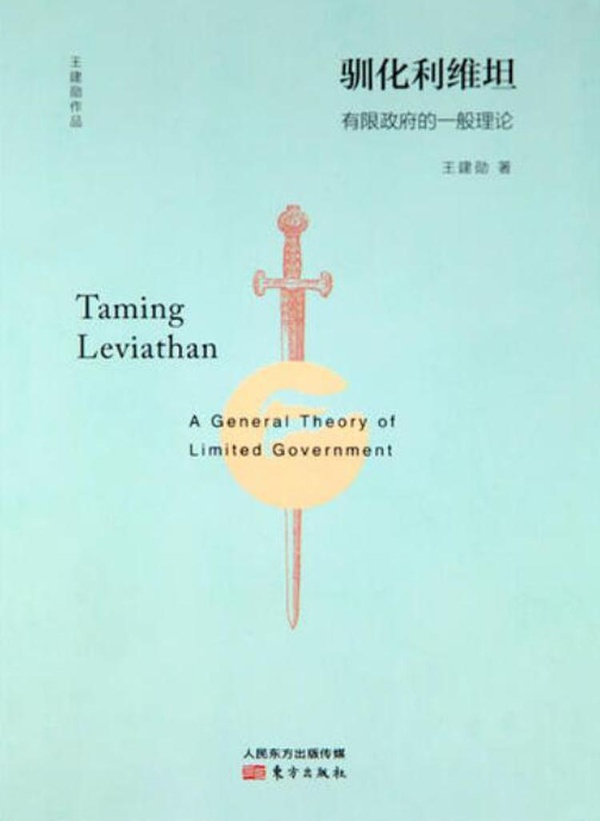 驯化利维坦
有限政府的一般理论
王建勋 著
王建勋作品
Taming
Leviathan
A General Theory of
Limited Government
人民东方出版传媒
东方出版社